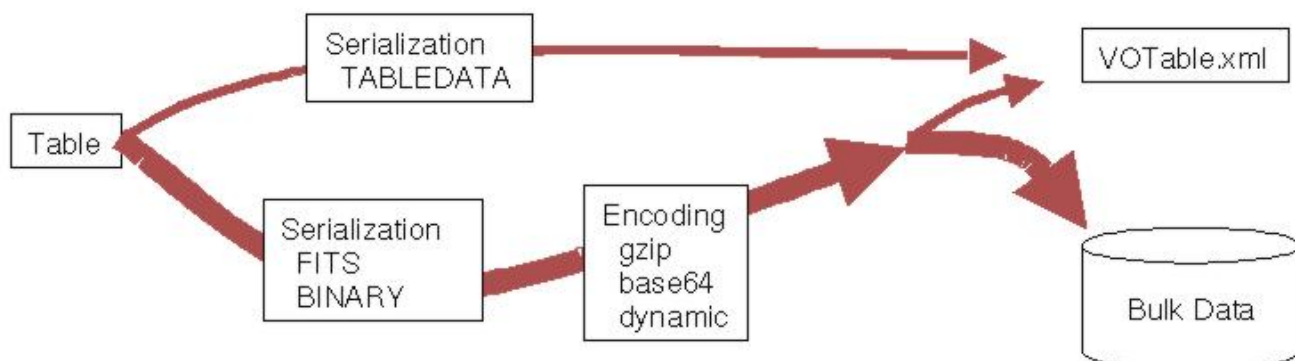 Serialization
TABLEDATA
VOTable.xml
Table
Serialization
FITS
BINARY
Encoding
gzip
base64
dynamic
Bulk Data